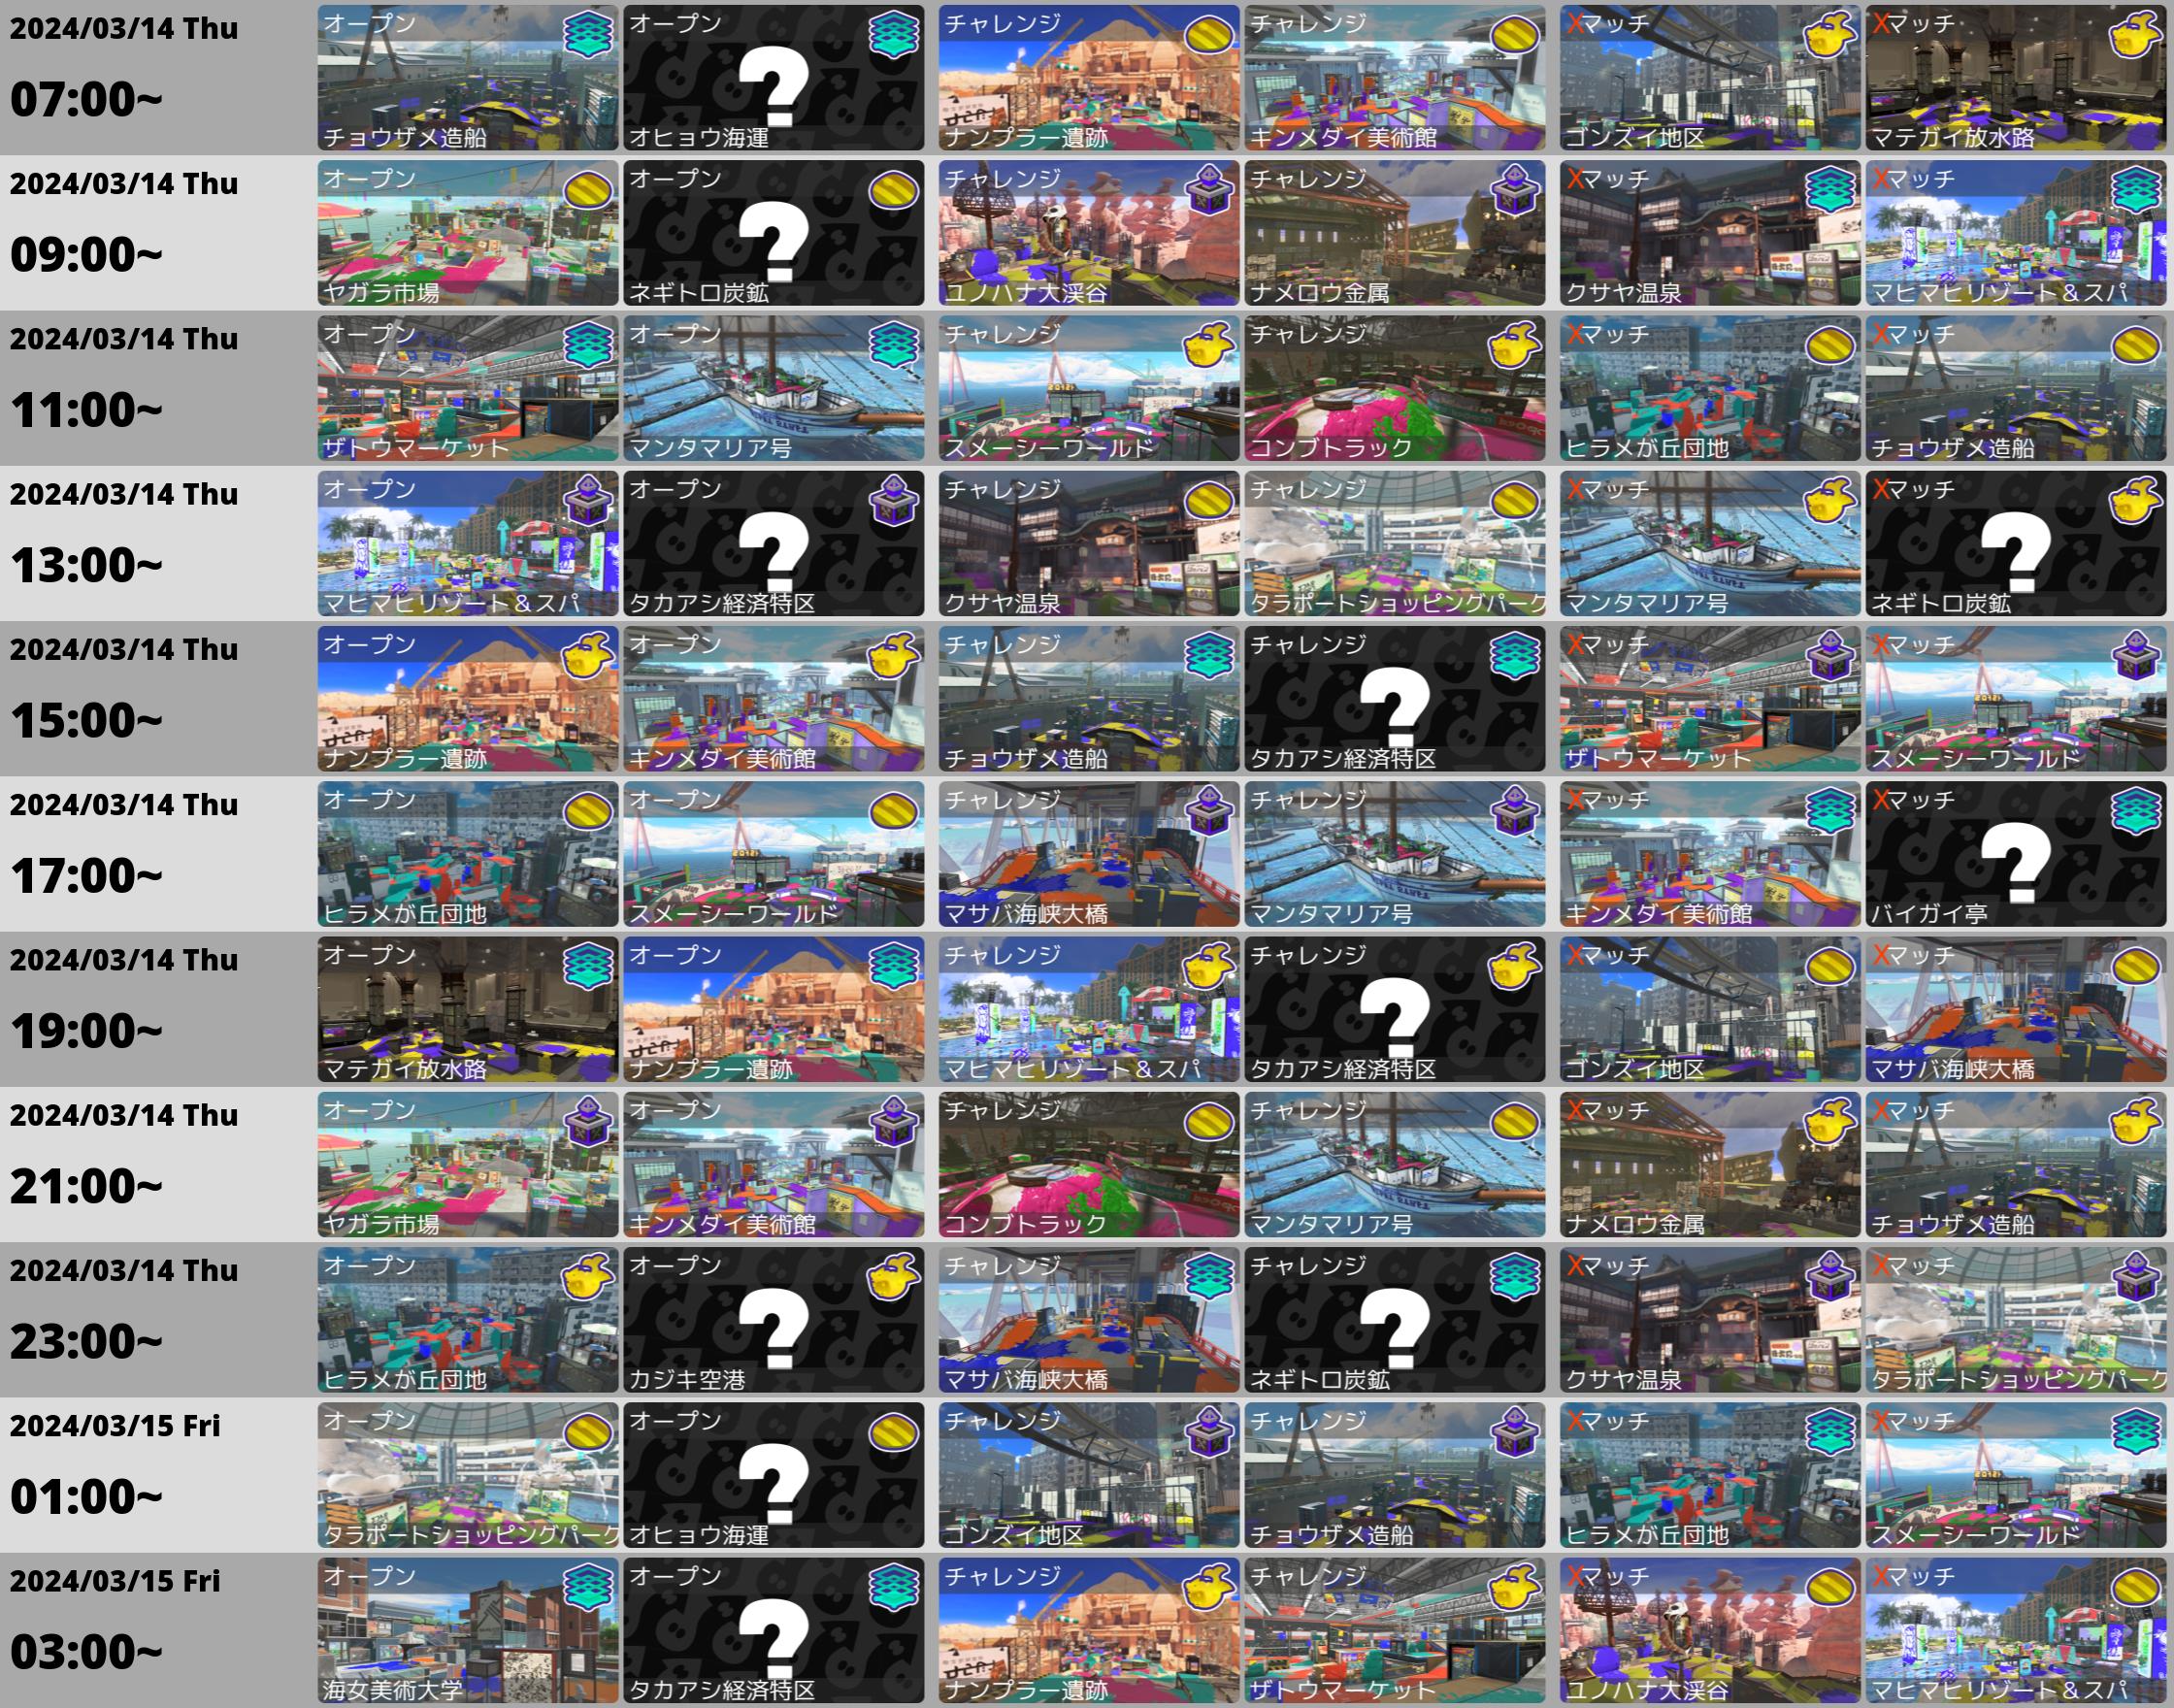 2024/03/14 Thu
07:00~
オープン
チョウザメ造船
オープン
オヒョウ海運
チャレンジ
ナンプラー遺跡
チャレンジ
キンメダイ美術館
Xマッチ
ゴンズイ地区
Xマッチ
マテガイ放水路
2024/03/14 Thu
09:00~
オープン
ヤガラ市場
オープン
ネギトロ炭鉱
チャレンジ
ユノハナ大渓谷
チャレンジ
ナメロウ金属
Xマッチ
クサヤ温泉
Xマッチ
マヒマヒリゾート＆スパ
2024/03/14 Thu
11:00~
オープン
ザトウマーケット
オープン
マンタマリア号
チャレンジ
スメーシーワールド
チャレンジ
コンブトラック
Xマッチ
ヒラメが丘団地
Xマッチ
チョウザメ造船
2024/03/14 Thu
13:00~
オープン
マヒマヒリゾート＆スパ
オープン
タカアシ経済特区
チャレンジ
クサヤ温泉
チャレンジ
タラポートショッピングパーク
Xマッチ
マンタマリア号
Xマッチ
ネギトロ炭鉱
2024/03/14 Thu
15:00~
オープン
ナンプラー遺跡
オープン
キンメダイ美術館
チャレンジ
チョウザメ造船
チャレンジ
タカアシ経済特区
Xマッチ
ザトウマーケット
Xマッチ
スメーシーワールド
2024/03/14 Thu
17:00~
オープン
ヒラメが丘団地
オープン
スメーシーワールド
チャレンジ
マサバ海峡大橋
チャレンジ
マンタマリア号
Xマッチ
キンメダイ美術館
Xマッチ
バイガイ亭
2024/03/14 Thu
19:00~
オープン
マテガイ放水路
オープン
ナンプラー遺跡
チャレンジ
マヒマヒリゾート＆スパ
チャレンジ
タカアシ経済特区
Xマッチ
ゴンズイ地区
Xマッチ
マサバ海峡大橋
2024/03/14 Thu
21:00~
オープン
ヤガラ市場
オープン
キンメダイ美術館
チャレンジ
コンブトラック
チャレンジ
マンタマリア号
Xマッチ
ナメロウ金属
Xマッチ
チョウザメ造船
2024/03/14 Thu
23:00~
オープン
ヒラメが丘団地
オープン
カジキ空港
チャレンジ
マサバ海峡大橋
チャレンジ
ネギトロ炭鉱
Xマッチ
クサヤ温泉
Xマッチ
タラポートショッピングパーク
2024/03/15 Fri
01:00~
オープン
タラポートショッピングパーク
オープン
オヒョウ海運
チャレンジ
ゴンズイ地区
チャレンジ
チョウザメ造船
Xマッチ
ヒラメが丘団地
Xマッチ
スメーシーワールド
2024/03/15 Fri
03:00~
オープン
海女美術大学
オープン
タカアシ経済特区
チャレンジ
ナンプラー遺跡
チャレンジ
ザトウマーケット
Xマッチ
ユノハナ大渓谷
Xマッチ
マヒマヒリゾート＆スパ